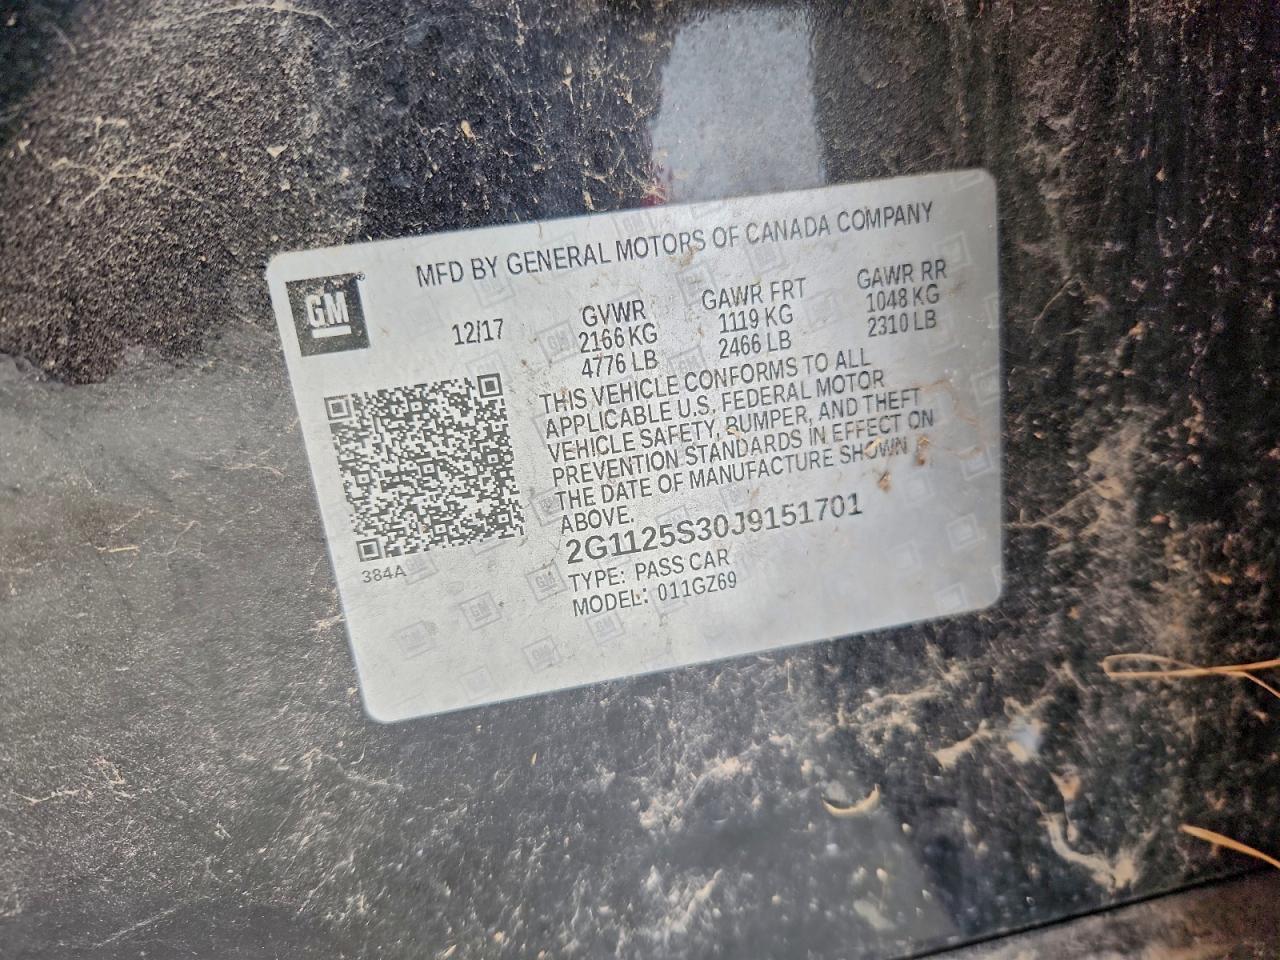 MFD BY GENERAL MOTORS OF CANADA COMPANY
GM
12/17
GVWR GAWR FRT GAWR RR
2166 KG 1119 KG 1048 KG
4776 LB 2466 LB 2310 LB
THIS VEHICLE CONFORMS TO ALL
APPLICABLE U.S. FEDERAL MOTOR
VEHICLE SAFETY, BUMPER, AND THEFT
PREVENTION STANDARDS IN EFFECT ON
THE DATE OF MANUFACTURE SHOWN
ABOVE.
2G1125S30J9151701
384A
TYPE: PASS CAR
MODEL: 011GZ69